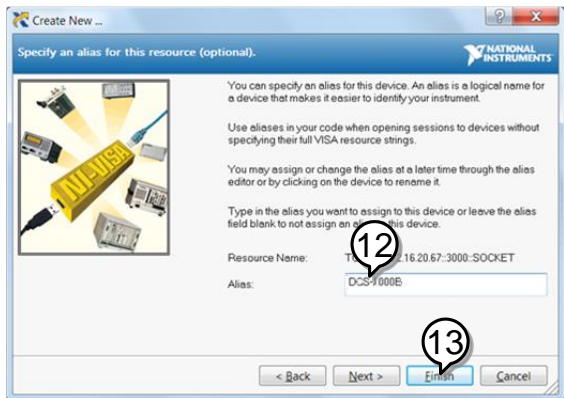 Create New ...
Specify an alias for this resource (optional).
NATIONAL
INSTRUMENTS
You can specify an alias for this device. An alias is a logical name for
a device that makes it easier to identify your instrument.
Use aliases in your code when opening sessions to devices without
specifying their full VISA resource strings.
You may assign or change the alias at a later time through the alias
editor or by clicking on the device to rename it.
Type in the alias you want to assign to this device or leave the alias
field blank to not assign an alias to this device.
NI-VISA
12
Resource Name: 16.20.67::3000::SOCKET
Alias:
13
< Back Next > Finish Cancel